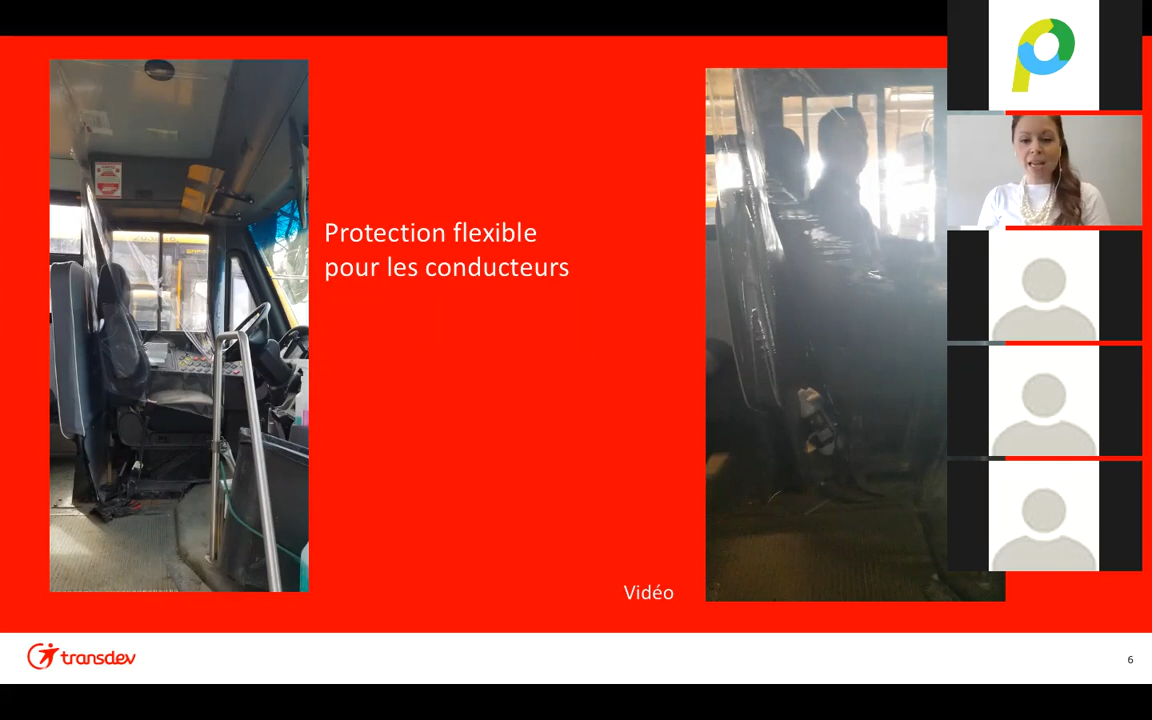 Protection flexible
pour les conducteurs
Vidéo
transdev
6